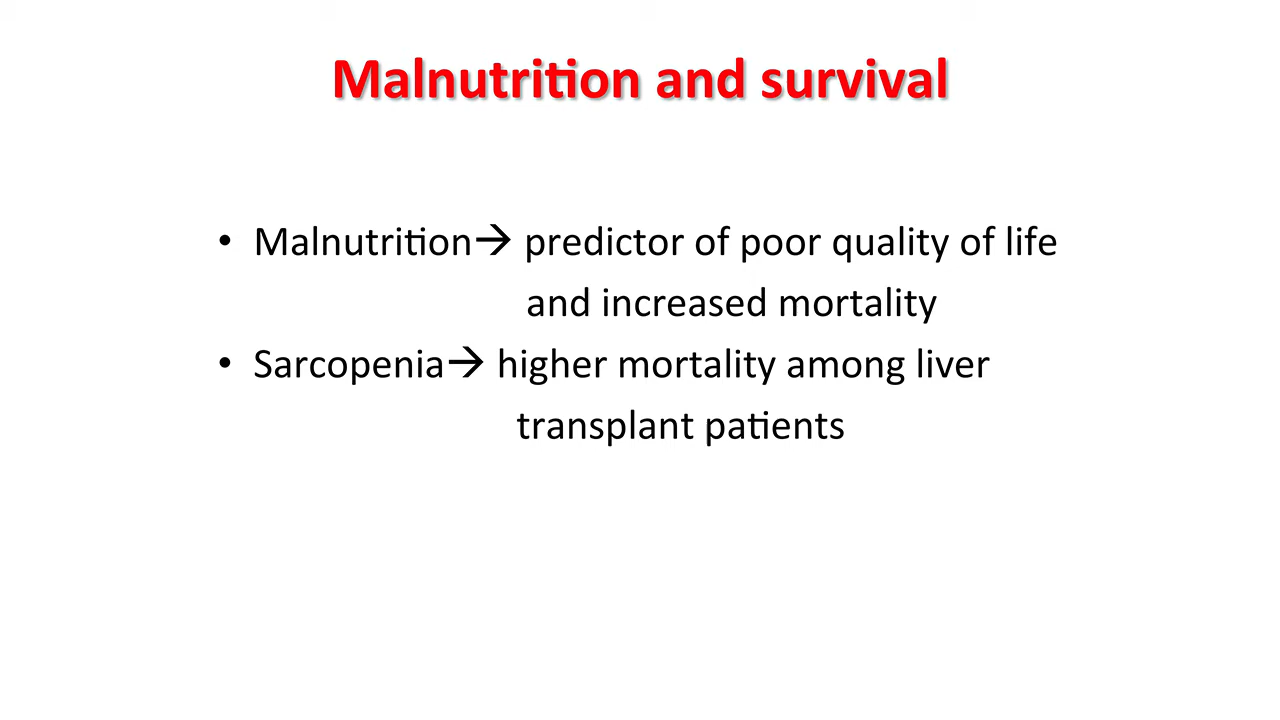 Malnutrition and survival
• Malnutrition→ predictor of poor quality of life
and increased mortality
• Sarcopenia→ higher mortality among liver
transplant patients